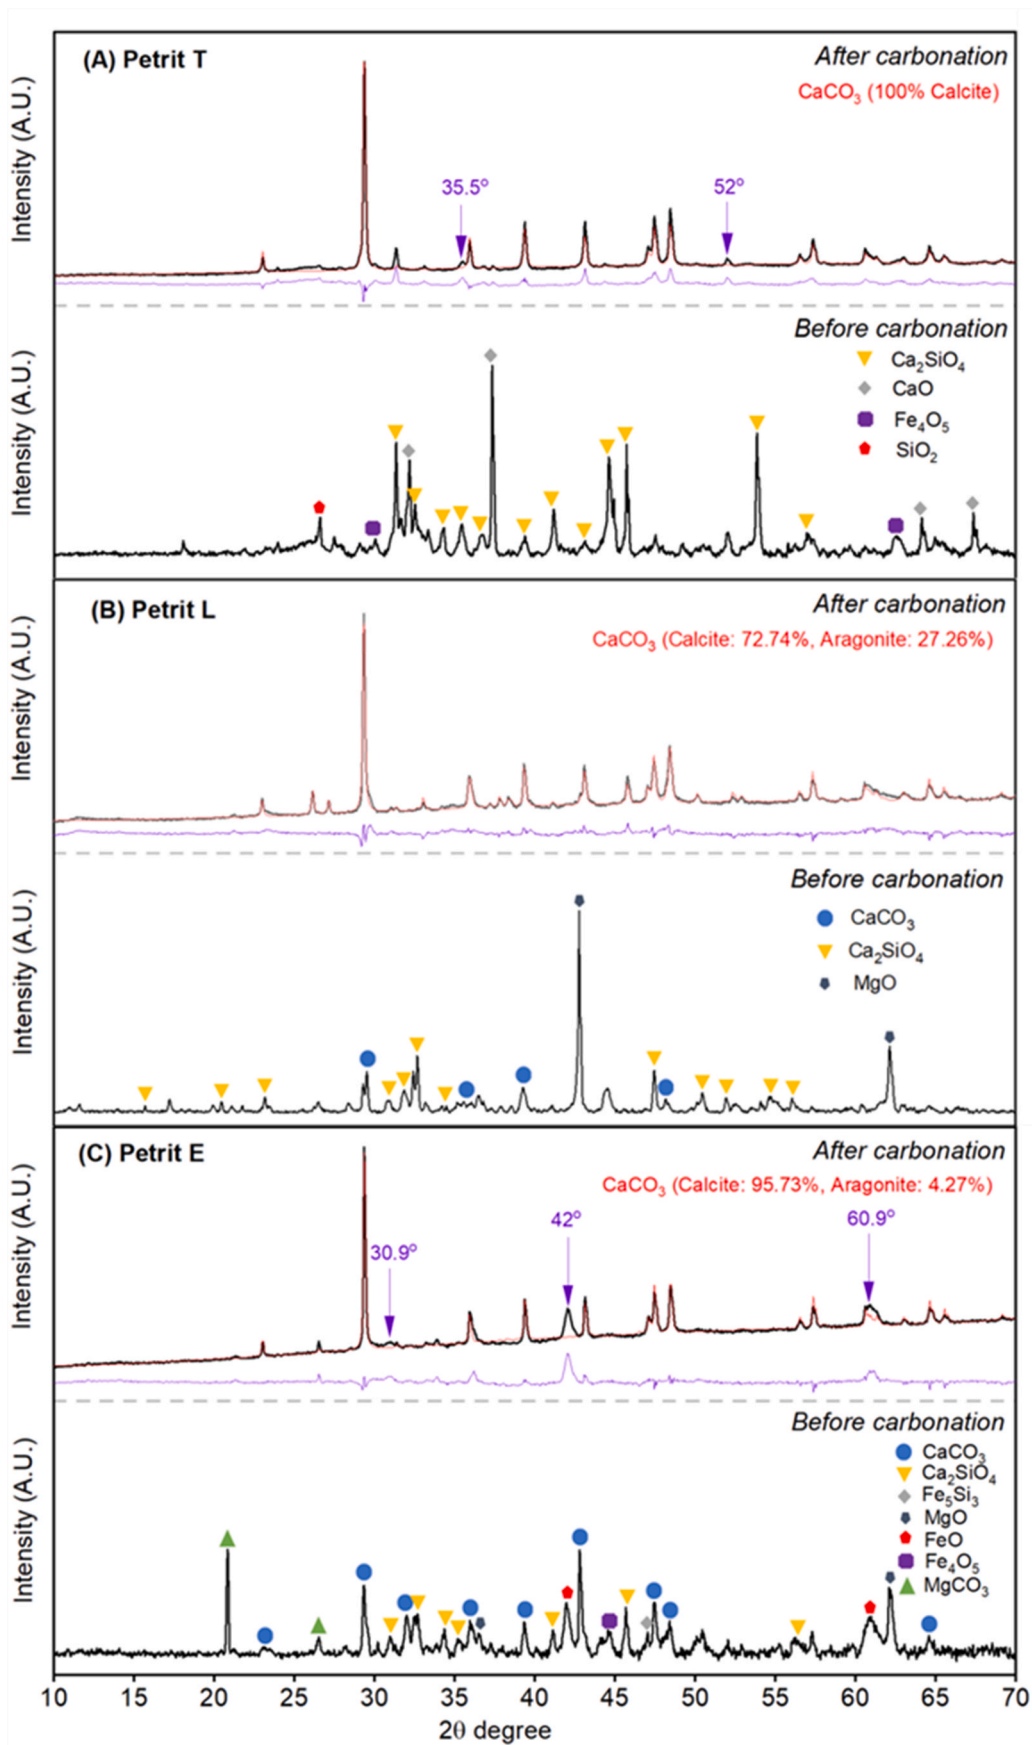 (A) Petrit T
After carbonation
CaCO₃ (100% Calcite)
35.5°
52°
Intensity (A.U.)
Before carbonation
Ca₂SiO₄
CaO
Fe₄O₅
SiO₂
Intensity (A.U.)
(B) Petrit L
After carbonation
CaCO₃ (Calcite: 72.74%, Aragonite: 27.26%)
Intensity (A.U.)
Before carbonation
CaCO₃
Ca₂SiO₄
MgO
Intensity (A.U.)
(C) Petrit E
After carbonation
CaCO₃ (Calcite: 95.73%, Aragonite: 4.27%)
30.9°
42°
60.9°
Intensity (A.U.)
Before carbonation
CaCO₃
Ca₂SiO₄
Fe₅Si₃
MgO
FeO
Fe₄O₅
MgCO₃
Intensity (A.U.)
10 15 20 25 30 35 40 45 50 55 60 65 70
2θ degree